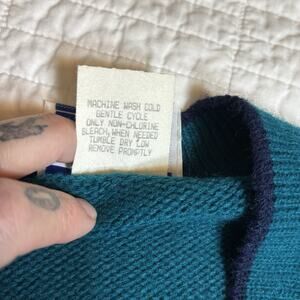 MACHINE WASH COLD
GENTLE CYCLE
ONLY NON-CHLORINE
BLEACH, WHEN NEEDED
TUMBLE DRY LOW
REMOVE PROMPTLY